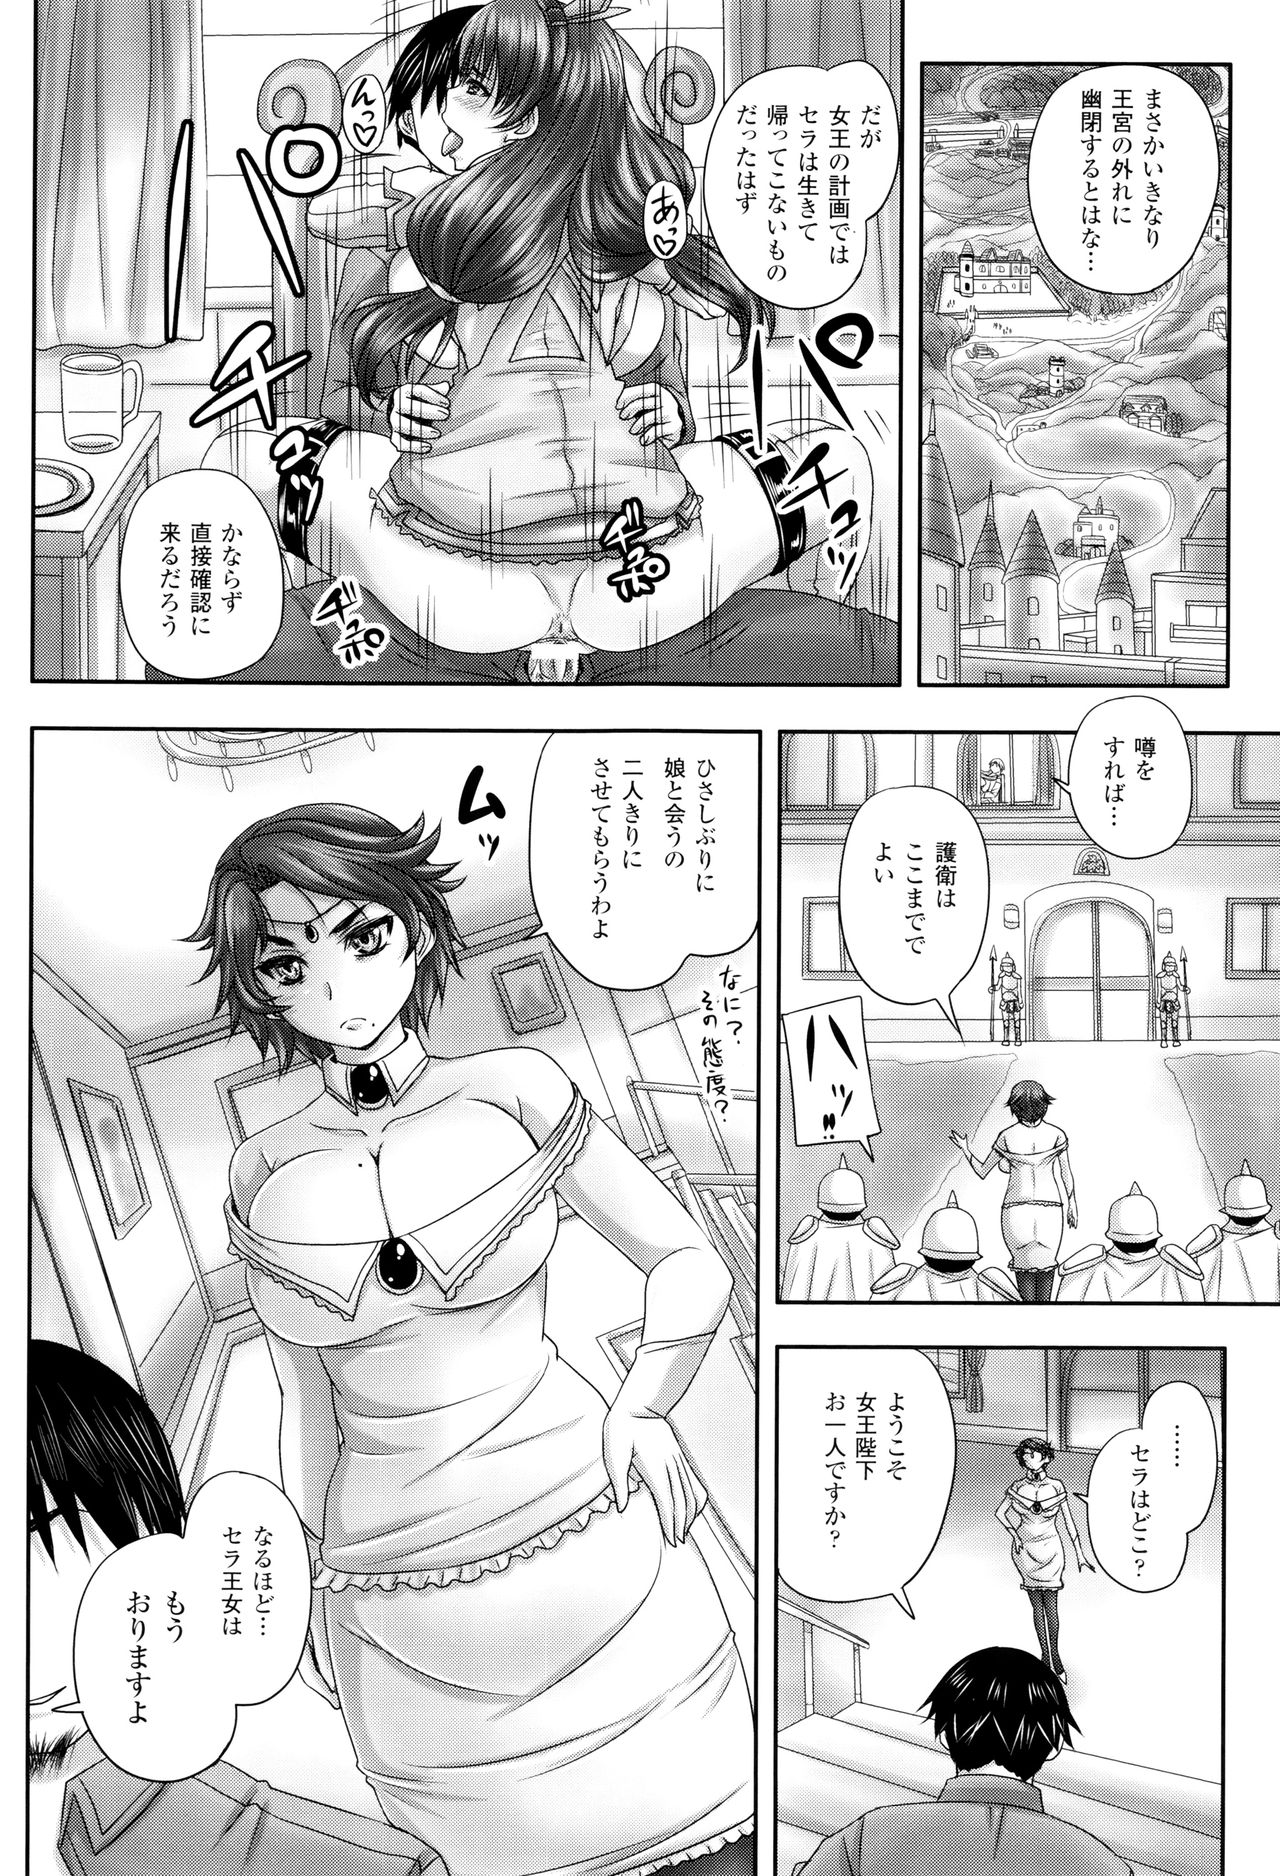 まさかいきなり
王宮の外れに
幽閉するとはな…
だが
女王の計画では
セラは生きて
帰ってこないもの
だったはず
んっ♡
あっ♡
パチュッ
パンチュッ
ヂュポ
ヂュポ
かならず
直接確認に
来るだろう
噂を
すれば…
護衛は
ここまでで
よい
ハッ!!
……
セラはどこ?
ようこそ
女王陛下
お一人ですか?
ひさしぶりに
娘と会うの
二人きりに
させてもらうわよ
ムッ
なに?
その態度?
なるほど…
セラ王女は
もう
おりますよ